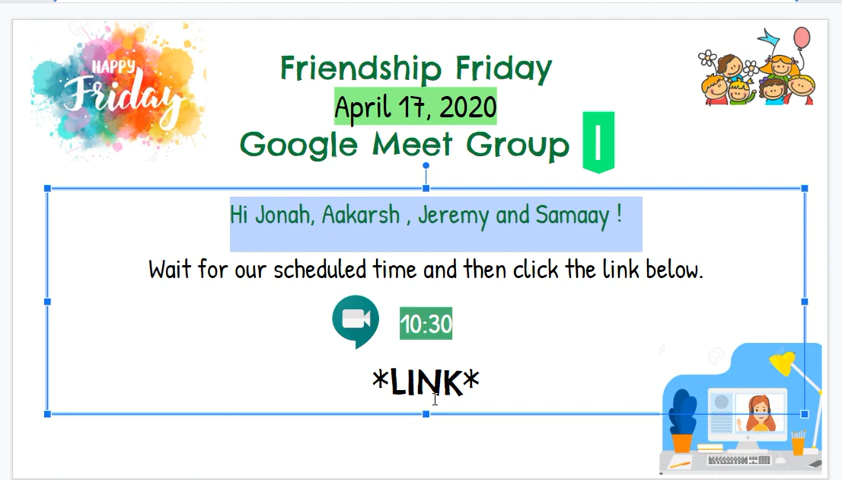 HAPPY
Friday
Friendship Friday
April 17, 2020
Google Meet Group 1
Hi Jonah, Aakarsh , Jeremy and Samaay !
Wait for our scheduled time and then click the link below.
10:30
*LINK*